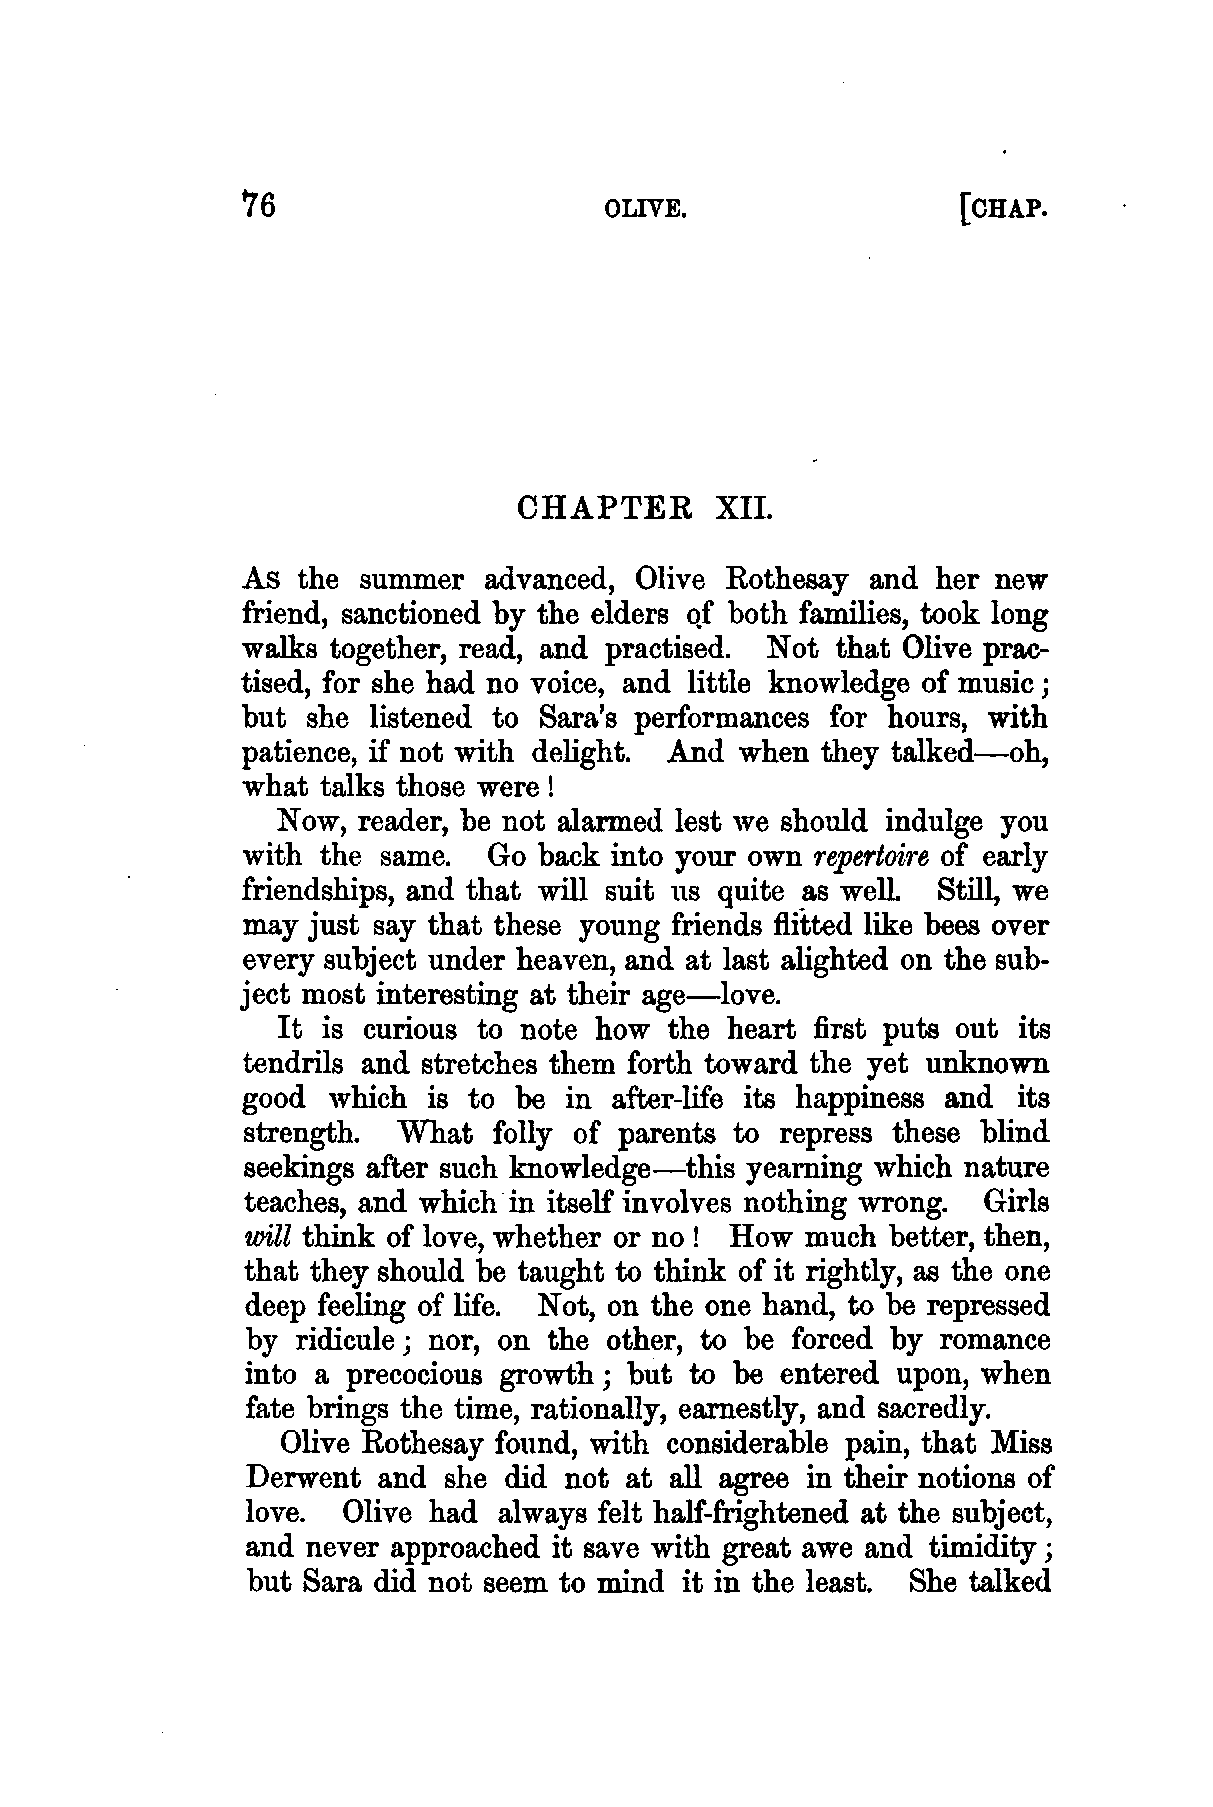 76 OLIVE. [CHAP.
CHAPTER XII.
As the summer advanced, Olive Rothesay and her new
friend, sanctioned by the elders of both families, took long
walks together, read, and practised. Not that Olive prac-
tised, for she had no voice, and little knowledge of music;
but she listened to Sara's performances for hours, with
patience, if not with delight. And when they talked—oh,
what talks those were!
Now, reader, be not alarmed lest we should indulge you
with the same. Go back into your own repertoire of early
friendships, and that will suit us quite as well. Still, we
may just say that these young friends flitted like bees over
every subject under heaven, and at last alighted on the sub-
ject most interesting at their age—love.
It is curious to note how the heart first puts out its
tendrils and stretches them forth toward the yet unknown
good which is to be in after-life its happiness and its
strength. What folly of parents to repress these blind
seekings after such knowledge—this yearning which nature
teaches, and which in itself involves nothing wrong. Girls
will think of love, whether or no! How much better, then,
that they should be taught to think of it rightly, as the one
deep feeling of life. Not, on the one hand, to be repressed
by ridicule; nor, on the other, to be forced by romance
into a precocious growth; but to be entered upon, when
fate brings the time, rationally, earnestly, and sacredly.
Olive Rothesay found, with considerable pain, that Miss
Derwent and she did not at all agree in their notions of
love. Olive had always felt half-frightened at the subject,
and never approached it save with great awe and timidity;
but Sara did not seem to mind it in the least. She talked